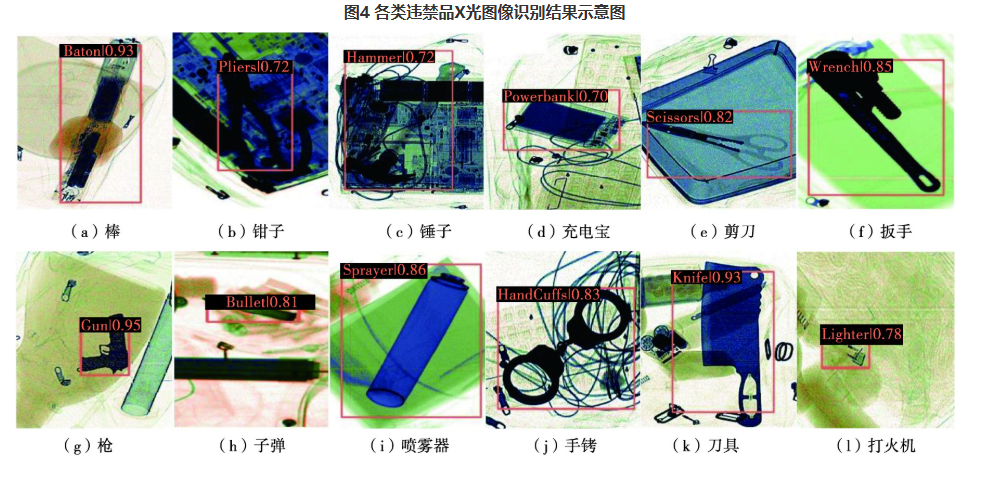 图4 各类违禁品X光图像识别结果示意图
Baton|0.93
Pliers|0.72
Hammer|0.72
Powerbank|0.70
Scissors|0.82
Wrench|0.85
(a)棒
(b)钳子
(c)锤子
(d)充电宝
(e)剪刀
(f)扳手
Gun|0.95
Bullet|0.81
Sprayer|0.86
HandCuffs|0.83
Knife|0.93
Lighter|0.78
(g)枪
(h)子弹
(i)喷雾器
(j)手铐
(k)刀具
(l)打火机